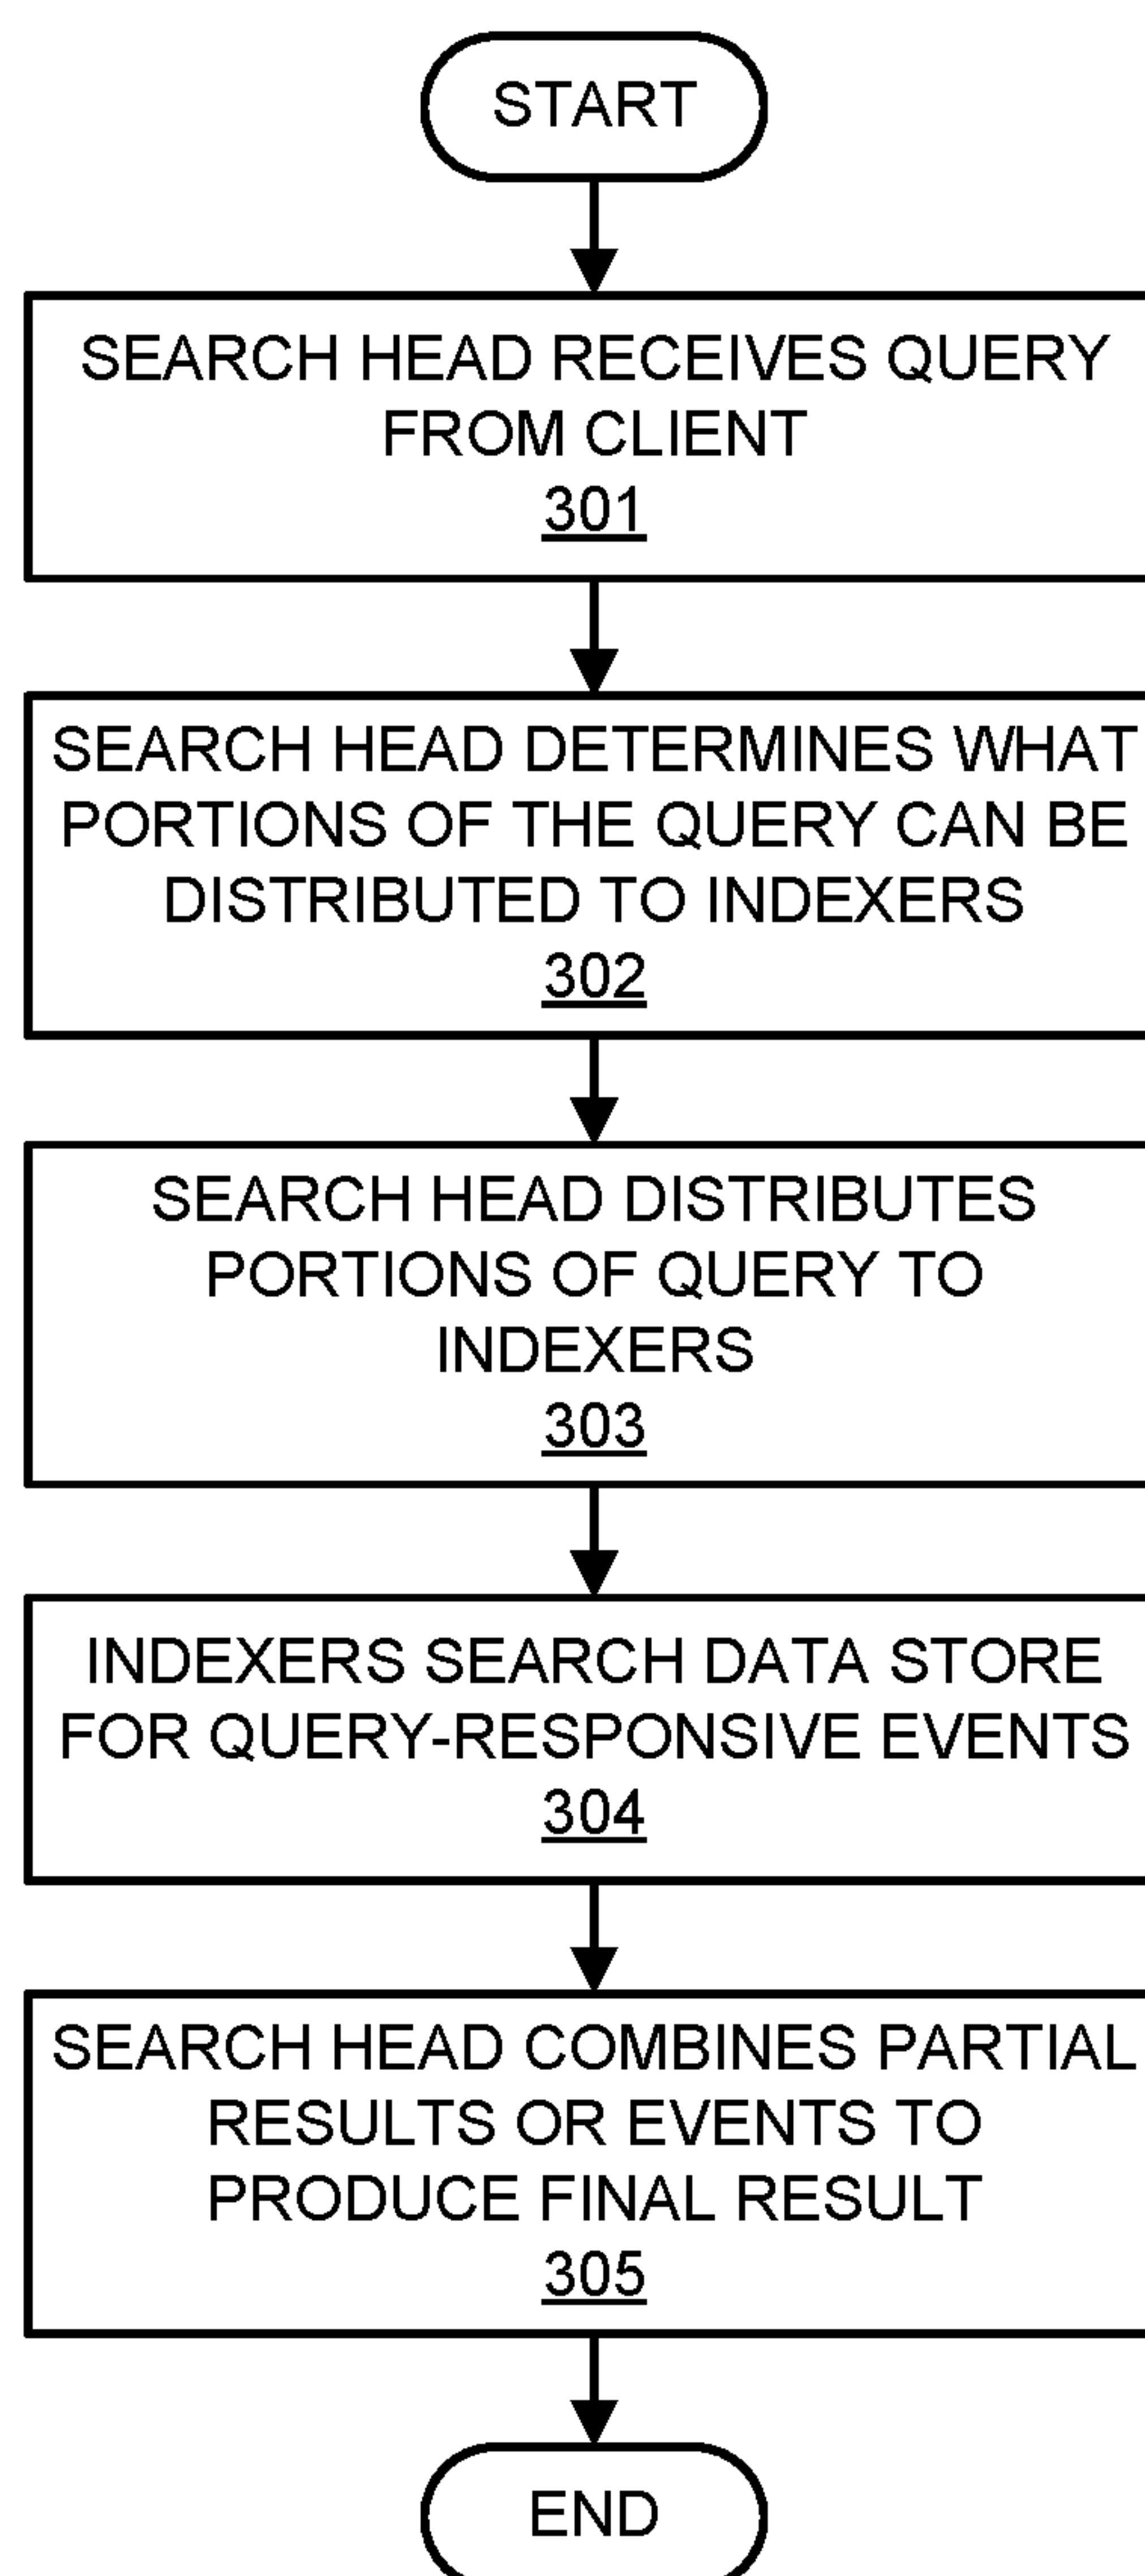 START
SEARCH HEAD RECEIVES QUERY
FROM CLIENT
301
SEARCH HEAD DETERMINES WHAT
PORTIONS OF THE QUERY CAN BE
DISTRIBUTED TO INDEXERS
302
SEARCH HEAD DISTRIBUTES
PORTIONS OF QUERY TO
INDEXERS
303
INDEXERS SEARCH DATA STORE
FOR QUERY-RESPONSIVE EVENTS
304
SEARCH HEAD COMBINES PARTIAL
RESULTS OR EVENTS TO
PRODUCE FINAL RESULT
305
END